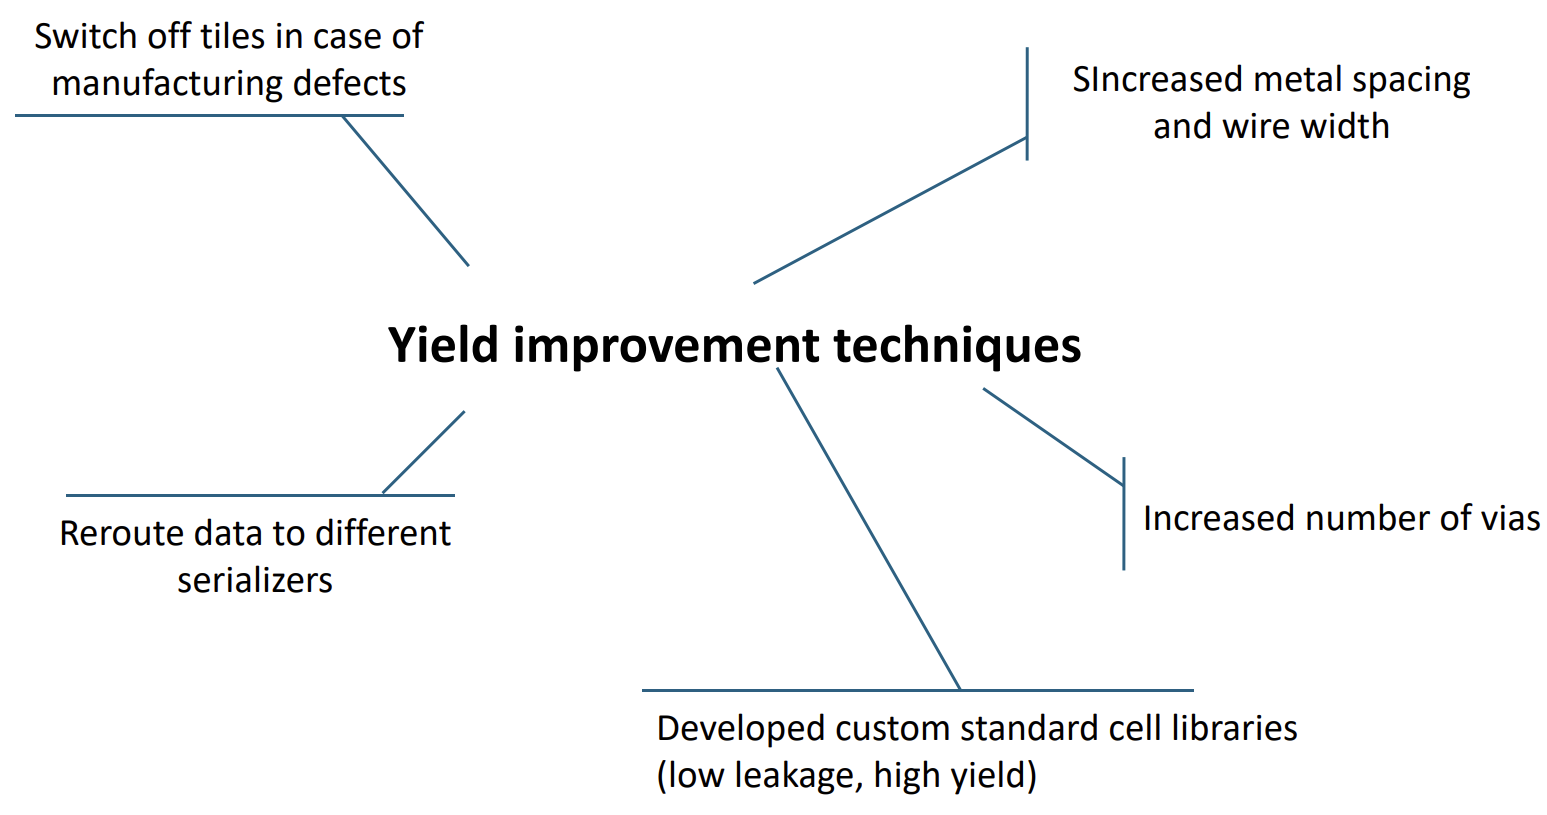 Switch off tiles in case of
manufacturing defects
SIncreased metal spacing
and wire width
Yield improvement techniques
Reroute data to different
serializers
Increased number of vias
Developed custom standard cell libraries
(low leakage, high yield)